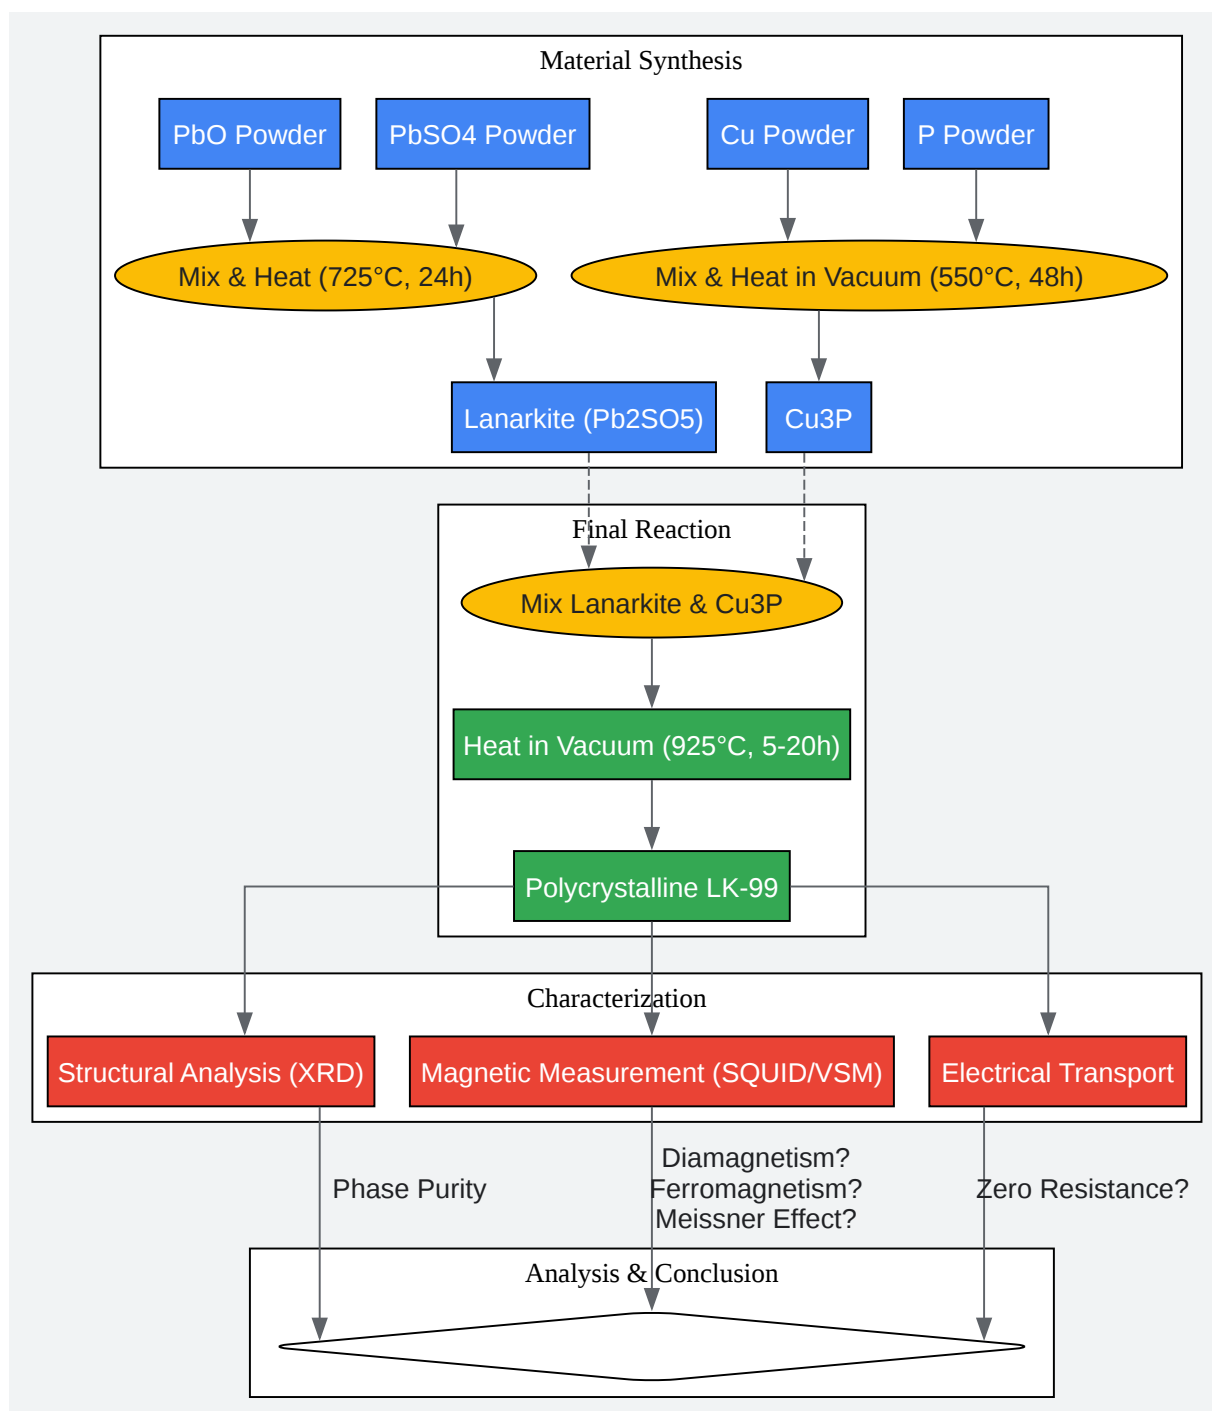 Material Synthesis
PbO Powder
PbSO4 Powder
Cu Powder
P Powder
Mix & Heat (725°C, 24h)
Mix & Heat in Vacuum (550°C, 48h)
Lanarkite (Pb2SO5)
Cu3P
Final Reaction
Mix Lanarkite & Cu3P
Heat in Vacuum (925°C, 5-20h)
Polycrystalline LK-99
Characterization
Structural Analysis (XRD)
Magnetic Measurement (SQUID/VSM)
Electrical Transport
Phase Purity
Diamagnetism?
Ferromagnetism?
Meissner Effect?
Zero Resistance?
Analysis & Conclusion